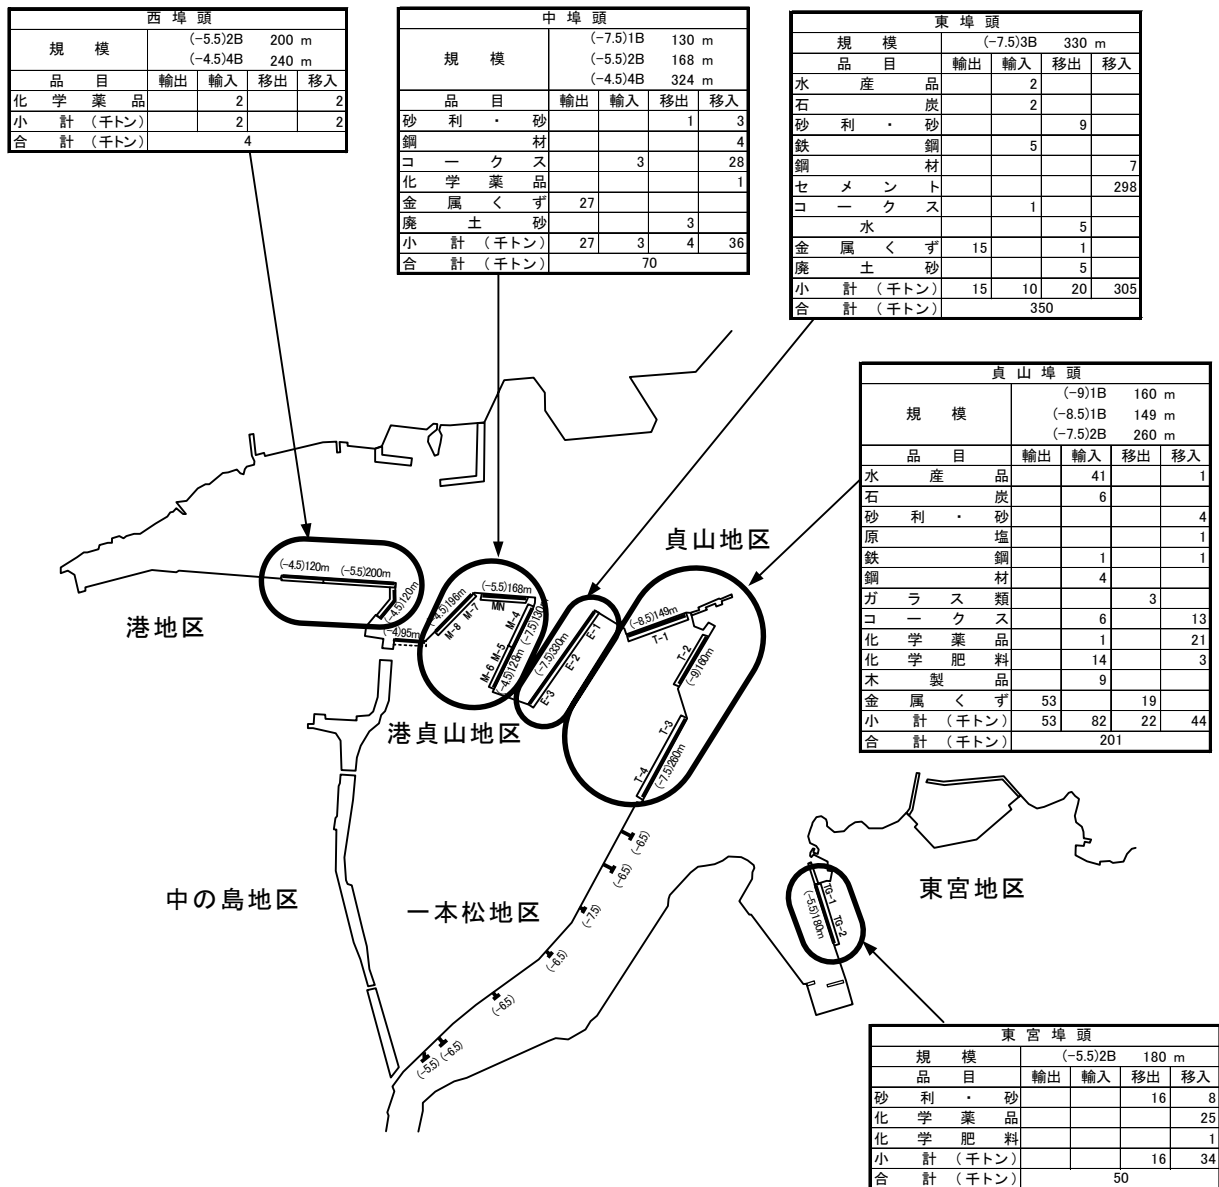 西埠頭
規模 (-5.5)2B 200 m
(-4.5)4B 240 m
品目 輸出 輸入 移出 移入
化学薬品 2 2
小計（千トン） 2 2
合計（千トン） 4
中埠頭
規模 (-7.5)1B 130 m
(-5.5)2B 168 m
(-4.5)4B 324 m
品目 輸出 輸入 移出 移入
砂利・砂 1 3
鋼材 4
コークス 3 28
化学薬品 1
金属くず 27
廃土砂 3
小計（千トン） 27 3 4 36
合計（千トン） 70
東埠頭
規模 (-7.5)3B 330 m
品目 輸出 輸入 移出 移入
水産品 2
石炭 2
砂利・砂 9
鉄鋼 5
鋼材 7
セメント 298
コークス 1
水 5
金属くず 15 1
廃土砂 5
小計（千トン） 15 10 20 305
合計（千トン） 350
貞山埠頭
規模 (-9)1B 160 m
(-8.5)1B 149 m
(-7.5)2B 260 m
品目 輸出 輸入 移出 移入
水産品 41 1
石炭 6
砂利・砂 4
原塩 1
鉄鋼 1 1
鋼材 4
ガラス類 3
コークス 6 13
化学薬品 1 21
化学肥料 14 3
木製品 9
金属くず 53 19
小計（千トン） 53 82 22 44
合計（千トン） 201
港地区
(-4.5)120m (-5.5)200m
(-4.5)120m
(-4)95m
港貞山地区
(-4.5)196m
M-8 M-7
(-5.5)168m
MN
M-4
(-7.5)130m
M-6 M-5
(-4.5)128m
(-7.5)330m
E-3 E-2 E-1
貞山地区
(-8.5)149m
T-1
T-2
(-9)160m
T-4 T-3
(-7.5)260m
中の島地区
一本松地区
(-6.5)
(-6.5)
(-7.5)
(-6.5)
(-6.5)
(-6.5)
(-5.5)
東宮地区
TG-1 TG-2
(-5.5)180m
東宮埠頭
規模 (-5.5)2B 180 m
品目 輸出 輸入 移出 移入
砂利・砂 16 8
化学薬品 25
化学肥料 1
小計（千トン） 16 34
合計（千トン） 50